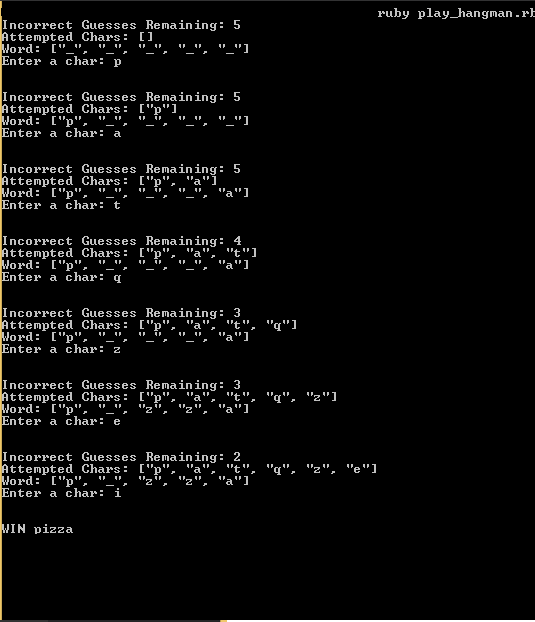 ruby play_hangman.rb
Incorrect Guesses Remaining: 5
Attempted Chars: []
Word: ["_", "_", "_", "_", "_"]
Enter a char: p
Incorrect Guesses Remaining: 5
Attempted Chars: ["p"]
Word: ["p", "_", "_", "_", "_"]
Enter a char: a
Incorrect Guesses Remaining: 5
Attempted Chars: ["p", "a"]
Word: ["p", "_", "_", "_", "a"]
Enter a char: t
Incorrect Guesses Remaining: 4
Attempted Chars: ["p", "a", "t"]
Word: ["p", "_", "_", "_", "a"]
Enter a char: q
Incorrect Guesses Remaining: 3
Attempted Chars: ["p", "a", "t", "q"]
Word: ["p", "_", "_", "_", "a"]
Enter a char: z
Incorrect Guesses Remaining: 3
Attempted Chars: ["p", "a", "t", "q", "z"]
Word: ["p", "_", "z", "z", "a"]
Enter a char: e
Incorrect Guesses Remaining: 2
Attempted Chars: ["p", "a", "t", "q", "z", "e"]
Word: ["p", "_", "z", "z", "a"]
Enter a char: i
WIN pizza